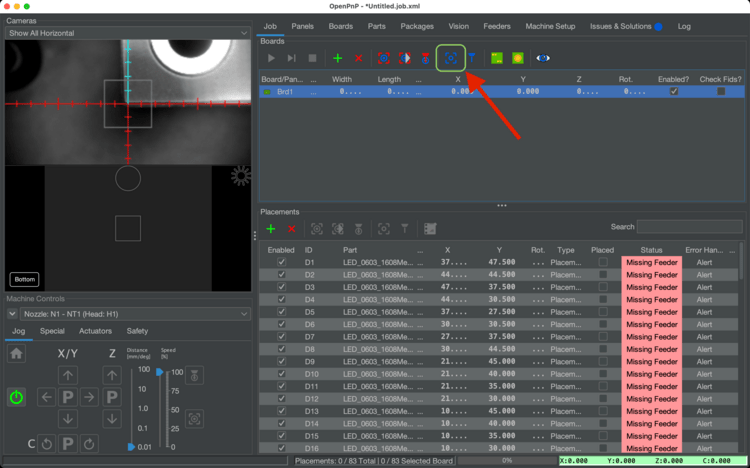 OpenPnP - *Untitled.job.xml
Cameras
Show All Horizontal
Bottom
Machine Controls
Nozzle: N1 - NT1 (Head: H1)
Jog Special Actuators Safety
X/Y Z Distance [mm/deg] Speed [%]
100 100
10 75
1.0 50
0.1 25
0.01 0
P P
C P
Job Panels Boards Parts Packages Vision Feeders Machine Setup Issues & Solutions Log
Boards
Board/Pan... ... Width Length ... X Y Z Rot. Enabled? Check Fids?
Brd1 0.... 0.... ... 0.000 0.000 0.... 0....
Placements
Search
Enabled ID Part ... X Y Rot. Type Placed Status Error Han... ...
D1 LED_0603_1608Me... ... 37.... 47.500 ... Placem... Missing Feeder Alert
D2 LED_0603_1608Me... ... 44.... 44.500 ... Placem... Missing Feeder Alert
D3 LED_0603_1608Me... ... 47.... 37.500 ... Placem... Missing Feeder Alert
D4 LED_0603_1608Me... ... 44.... 30.500 ... Placem... Missing Feeder Alert
D5 LED_0603_1608Me... ... 37.... 27.500 ... Placem... Missing Feeder Alert
D6 LED_0603_1608Me... ... 30.... 30.500 ... Placem... Missing Feeder Alert
D7 LED_0603_1608Me... ... 27.... 37.500 ... Placem... Missing Feeder Alert
D8 LED_0603_1608Me... ... 30.... 44.500 ... Placem... Missing Feeder Alert
D9 LED_0603_1608Me... ... 21.... 45.000 ... Placem... Missing Feeder Alert
D10 LED_0603_1608Me... ... 21.... 40.000 ... Placem... Missing Feeder Alert
D11 LED_0603_1608Me... ... 21.... 35.000 ... Placem... Missing Feeder Alert
D12 LED_0603_1608Me... ... 21.... 30.000 ... Placem... Missing Feeder Alert
D13 LED_0603_1608Me... ... 10.... 45.000 ... Placem... Missing Feeder Alert
D14 LED_0603_1608Me... ... 10.... 40.000 ... Placem... Missing Feeder Alert
D15 LED_0603_1608Me... ... 10.... 35.000 ... Placem... Missing Feeder Alert
D16 LED_0603_1608Me... ... 10.... 30.000 ... Placem... Missing Feeder Alert
Placements: 0 / 83 Total | 0 / 83 Selected Board 0% X:0.000 Y:0.000 Z:0.000 C:0.000